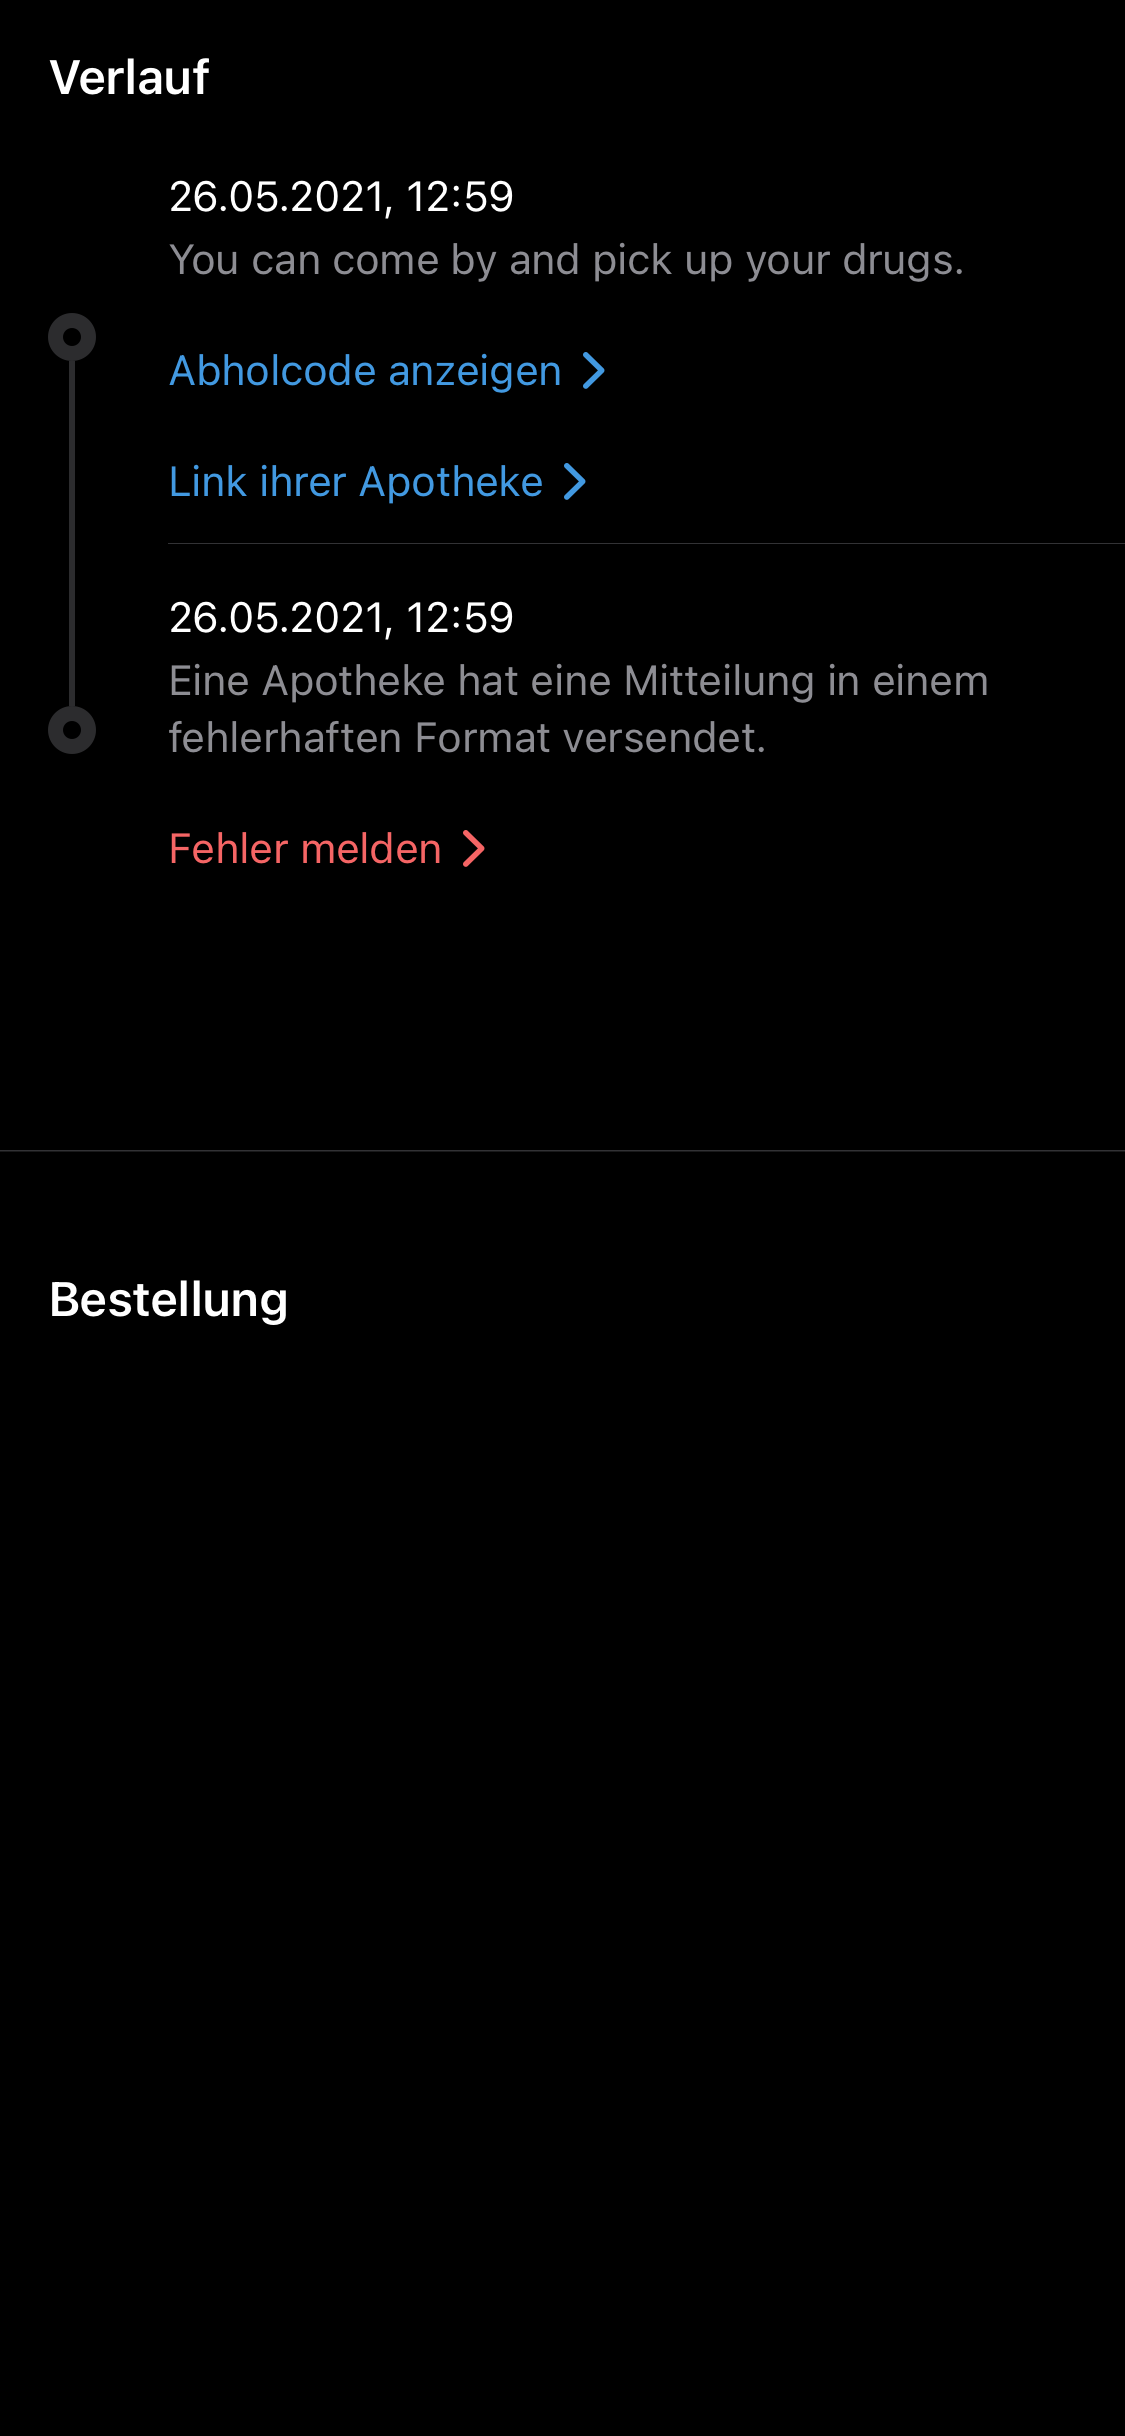 Verlauf
26.05.2021, 12:59
You can come by and pick up your drugs.
Abholcode anzeigen
Link ihrer Apotheke
26.05.2021, 12:59
Eine Apotheke hat eine Mitteilung in einem
fehlerhaften Format versendet.
Fehler melden
Bestellung